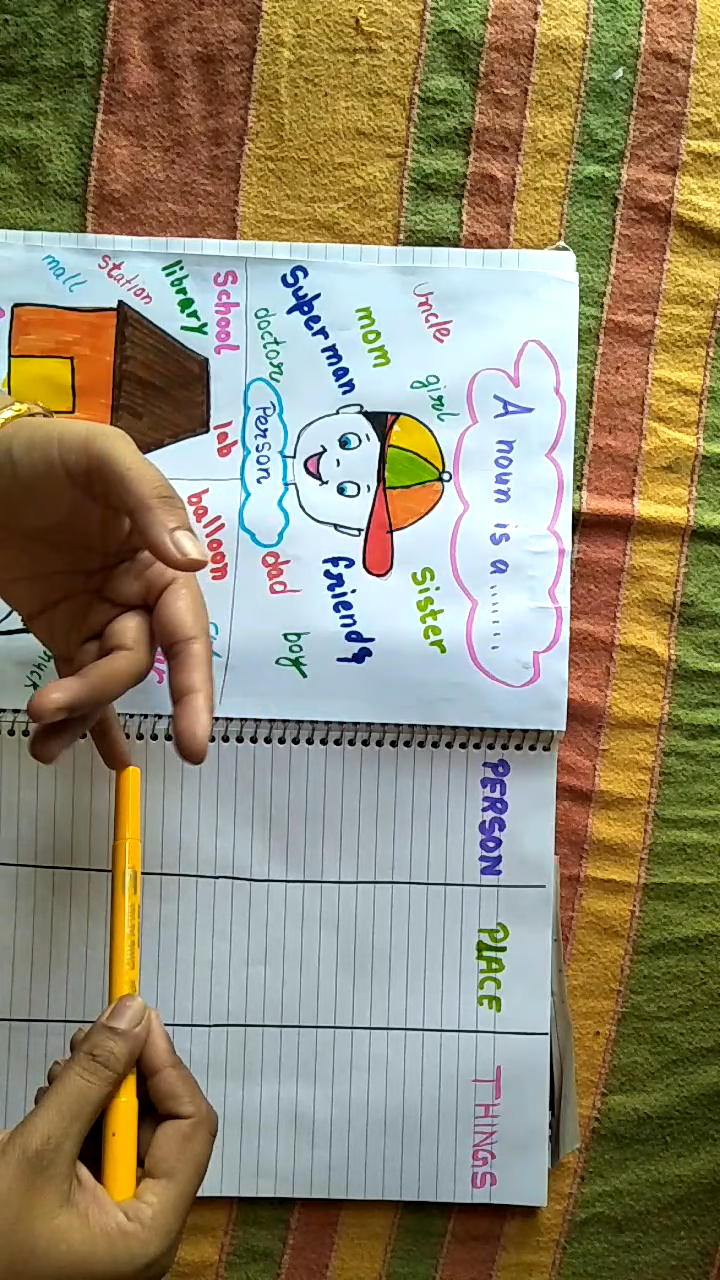 A noun is a .......
Uncle
girl
sister
mom
friends
Superman
boy
doctor
Person
dad
School
lab
balloon
library
station
mall
PERSON PLACE THINGS